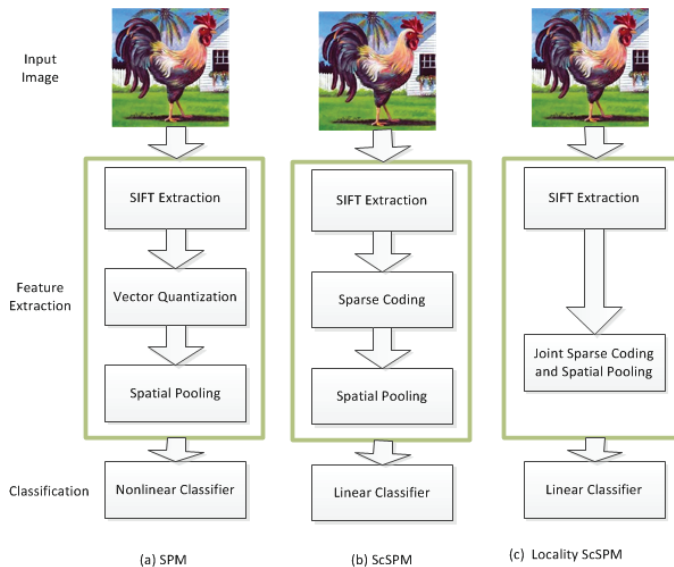 Input
Image
SIFT Extraction
SIFT Extraction
SIFT Extraction
Feature
Extraction
Vector Quantization
Sparse Coding
Joint Sparse Coding
and Spatial Pooling
Spatial Pooling
Spatial Pooling
Classification
Nonlinear Classifier
Linear Classifier
Linear Classifier
(a) SPM
(b) ScSPM
(c) Locality ScSPM